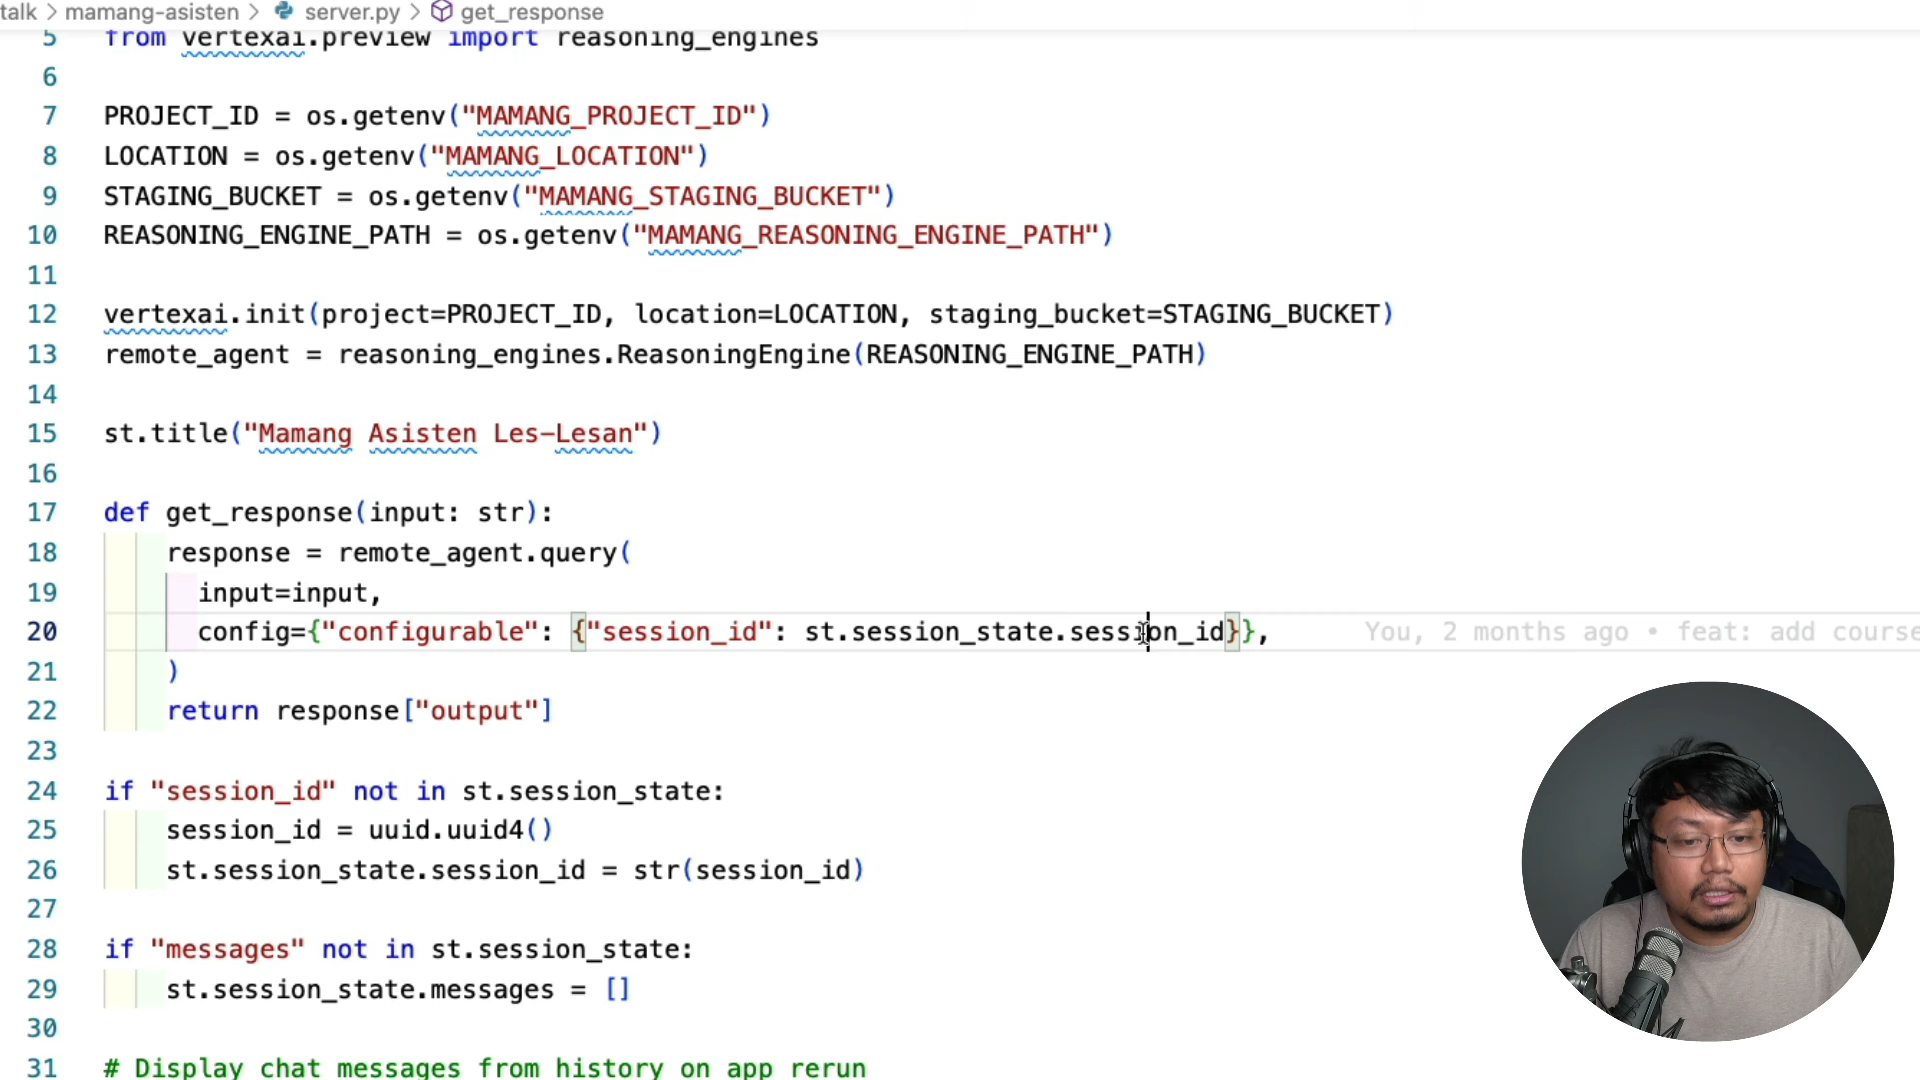 talk > mamang-asisten > server.py > get_response
5 from vertexai.preview import reasoning_engines
6
7 PROJECT_ID = os.getenv("MAMANG_PROJECT_ID")
8 LOCATION = os.getenv("MAMANG_LOCATION")
9 STAGING_BUCKET = os.getenv("MAMANG_STAGING_BUCKET")
10 REASONING_ENGINE_PATH = os.getenv("MAMANG_REASONING_ENGINE_PATH")
11
12 vertexai.init(project=PROJECT_ID, location=LOCATION, staging_bucket=STAGING_BUCKET)
13 remote_agent = reasoning_engines.ReasoningEngine(REASONING_ENGINE_PATH)
14
15 st.title("Mamang Asisten Les-Lesan")
16
17 def get_response(input: str):
18 response = remote_agent.query(
19 input=input,
20 config={"configurable": {"session_id": st.session_state.session_id}}, You, 2 months ago • feat: add course
21 )
22 return response["output"]
23
24 if "session_id" not in st.session_state:
25 session_id = uuid.uuid4()
26 st.session_state.session_id = str(session_id)
27
28 if "messages" not in st.session_state:
29 st.session_state.messages = []
30
31 # Display chat messages from history on app rerun